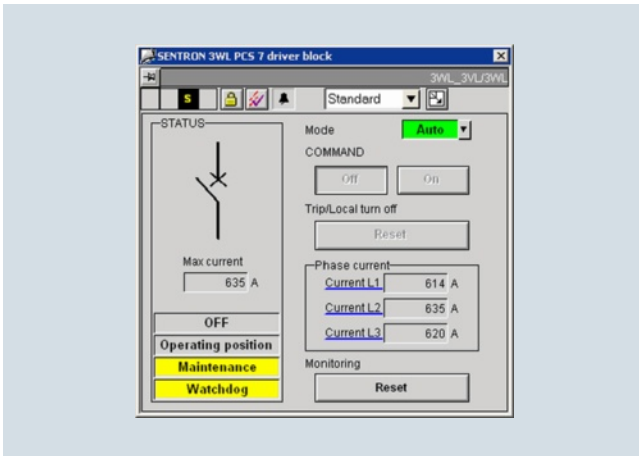 SENTRON 3WL PCS 7 driver block
3WL_3VL/3WL
S
Standard
STATUS
Max current
635 A
OFF
Operating position
Maintenance
Watchdog
Mode
Auto
COMMAND
Off
On
Trip/Local turn off
Reset
Phase current
Current L1 614 A
Current L2 635 A
Current L3 620 A
Monitoring
Reset